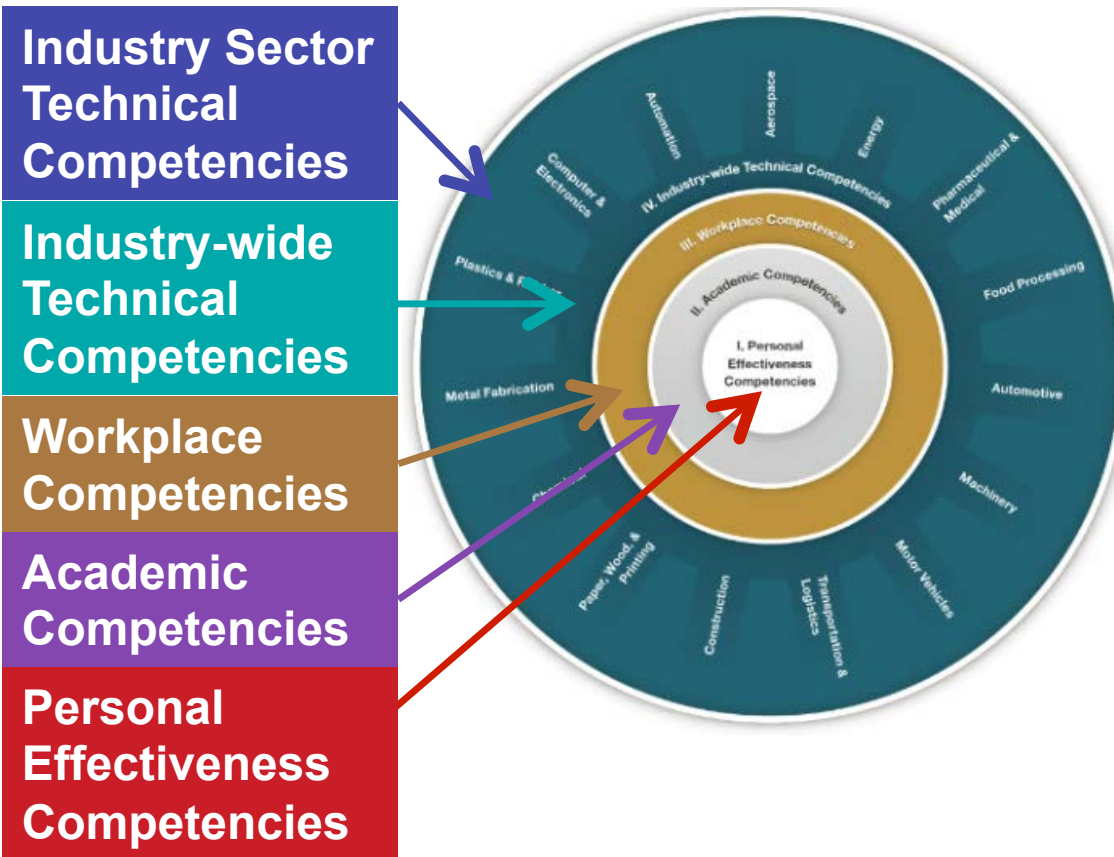 Industry Sector
Technical
Competencies
Industry-wide
Technical
Competencies
Workplace
Competencies
Academic
Competencies
Personal
Effectiveness
Competencies
Aerospace
Automation
Energy
Computer &
Electronics
Pharmaceutical &
Medical
IV. Industry-wide Technical Competencies
III. Workplace Competencies
II. Academic Competencies
I. Personal
Effectiveness
Competencies
Plastics &
Food Processing
Metal Fabrication
Automotive
Machinery
Paper, Wood, &
Printing
Motor Vehicles
Construction
Transportation &
Logistics